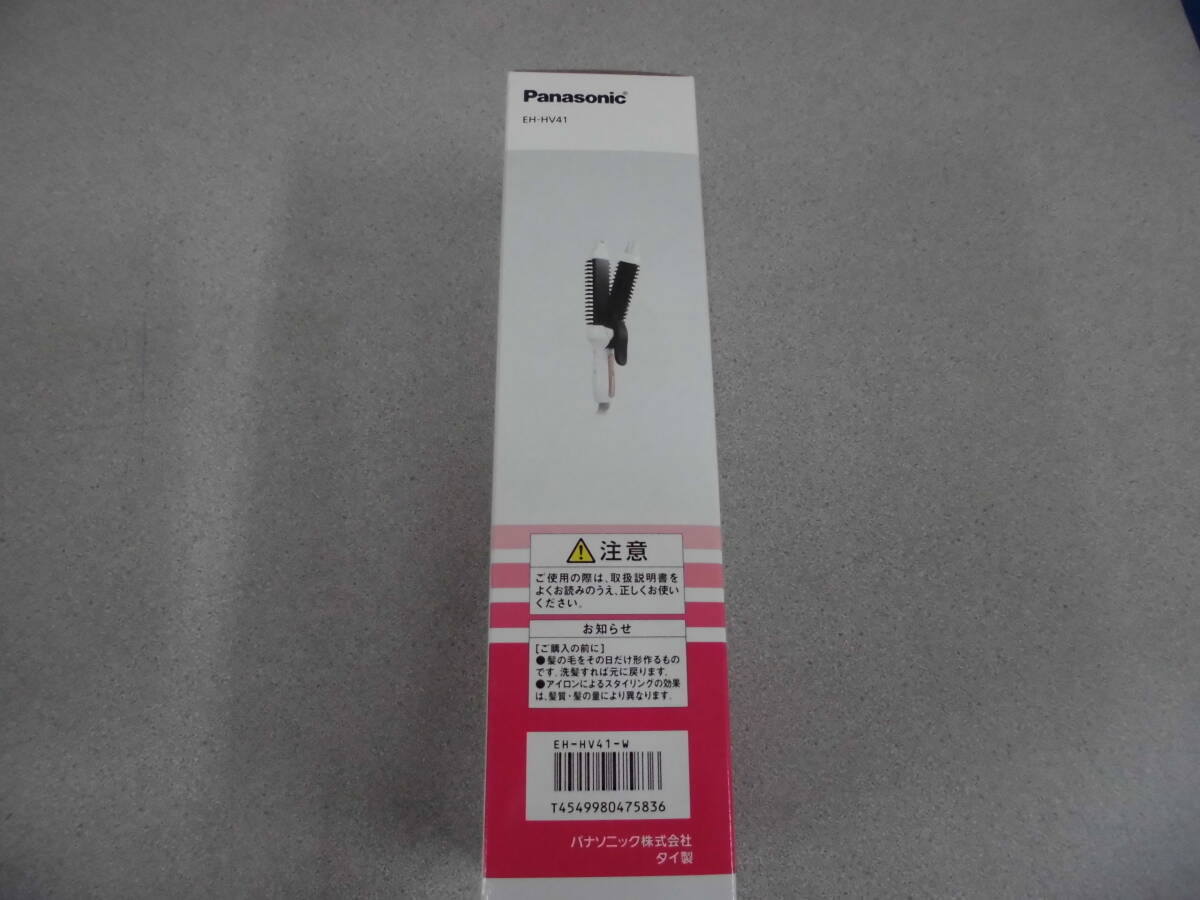 Panasonic®
EH-HV41
注意
ご使用の際は、取扱説明書を
よくお読みのうえ、正しくお使い
ください。
お知らせ
[ご購入の前に]
●髪の毛をその日だけ形作るもの
です。洗髪すれば元に戻ります。
●アイロンによるスタイリングの効果
は、髪質・髪の量により異なります。
EH-HV41-W
T4549980475836
パナソニック株式会社
タイ製